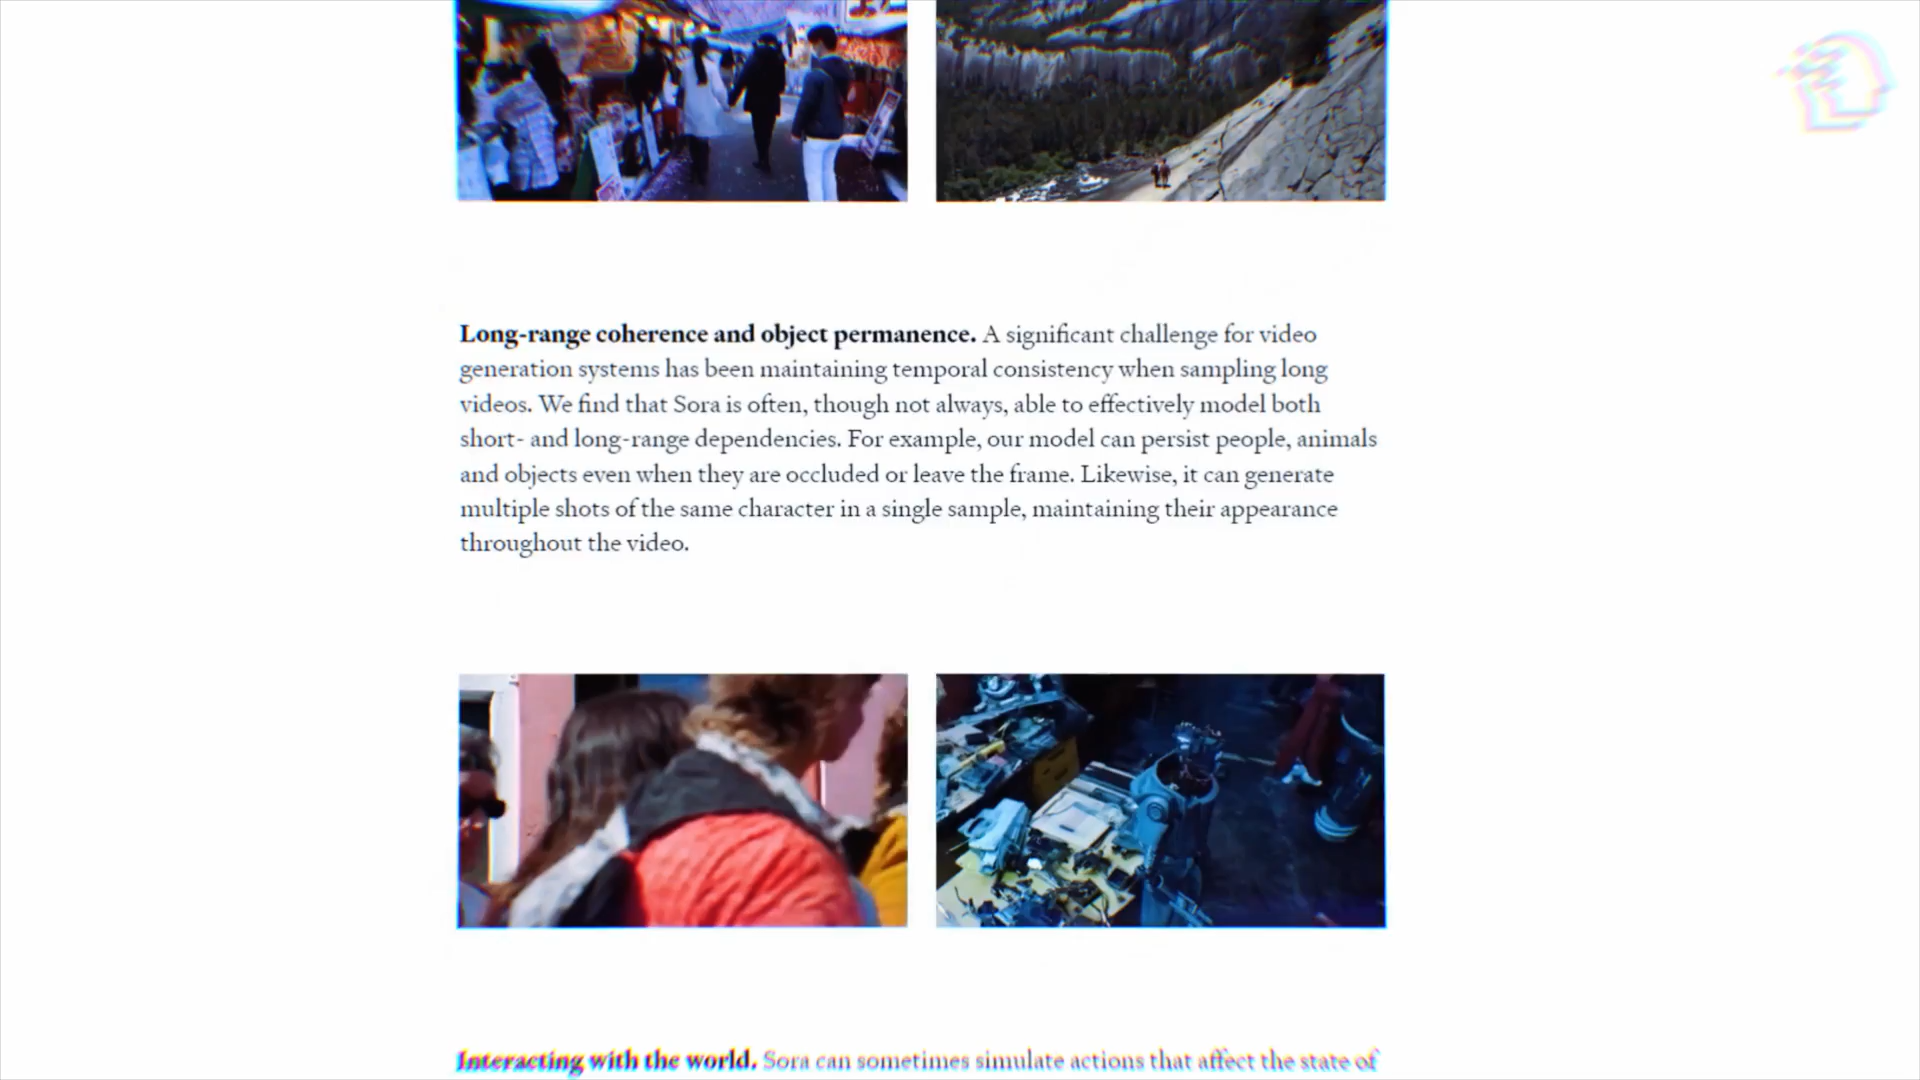 Long-range coherence and object permanence. A significant challenge for video
generation systems has been maintaining temporal consistency when sampling long
videos. We find that Sora is often, though not always, able to effectively model both
short- and long-range dependencies. For example, our model can persist people, animals
and objects even when they are occluded or leave the frame. Likewise, it can generate
multiple shots of the same character in a single sample, maintaining their appearance
throughout the video.
Interacting with the world. Sora can sometimes simulate actions that affect the state of